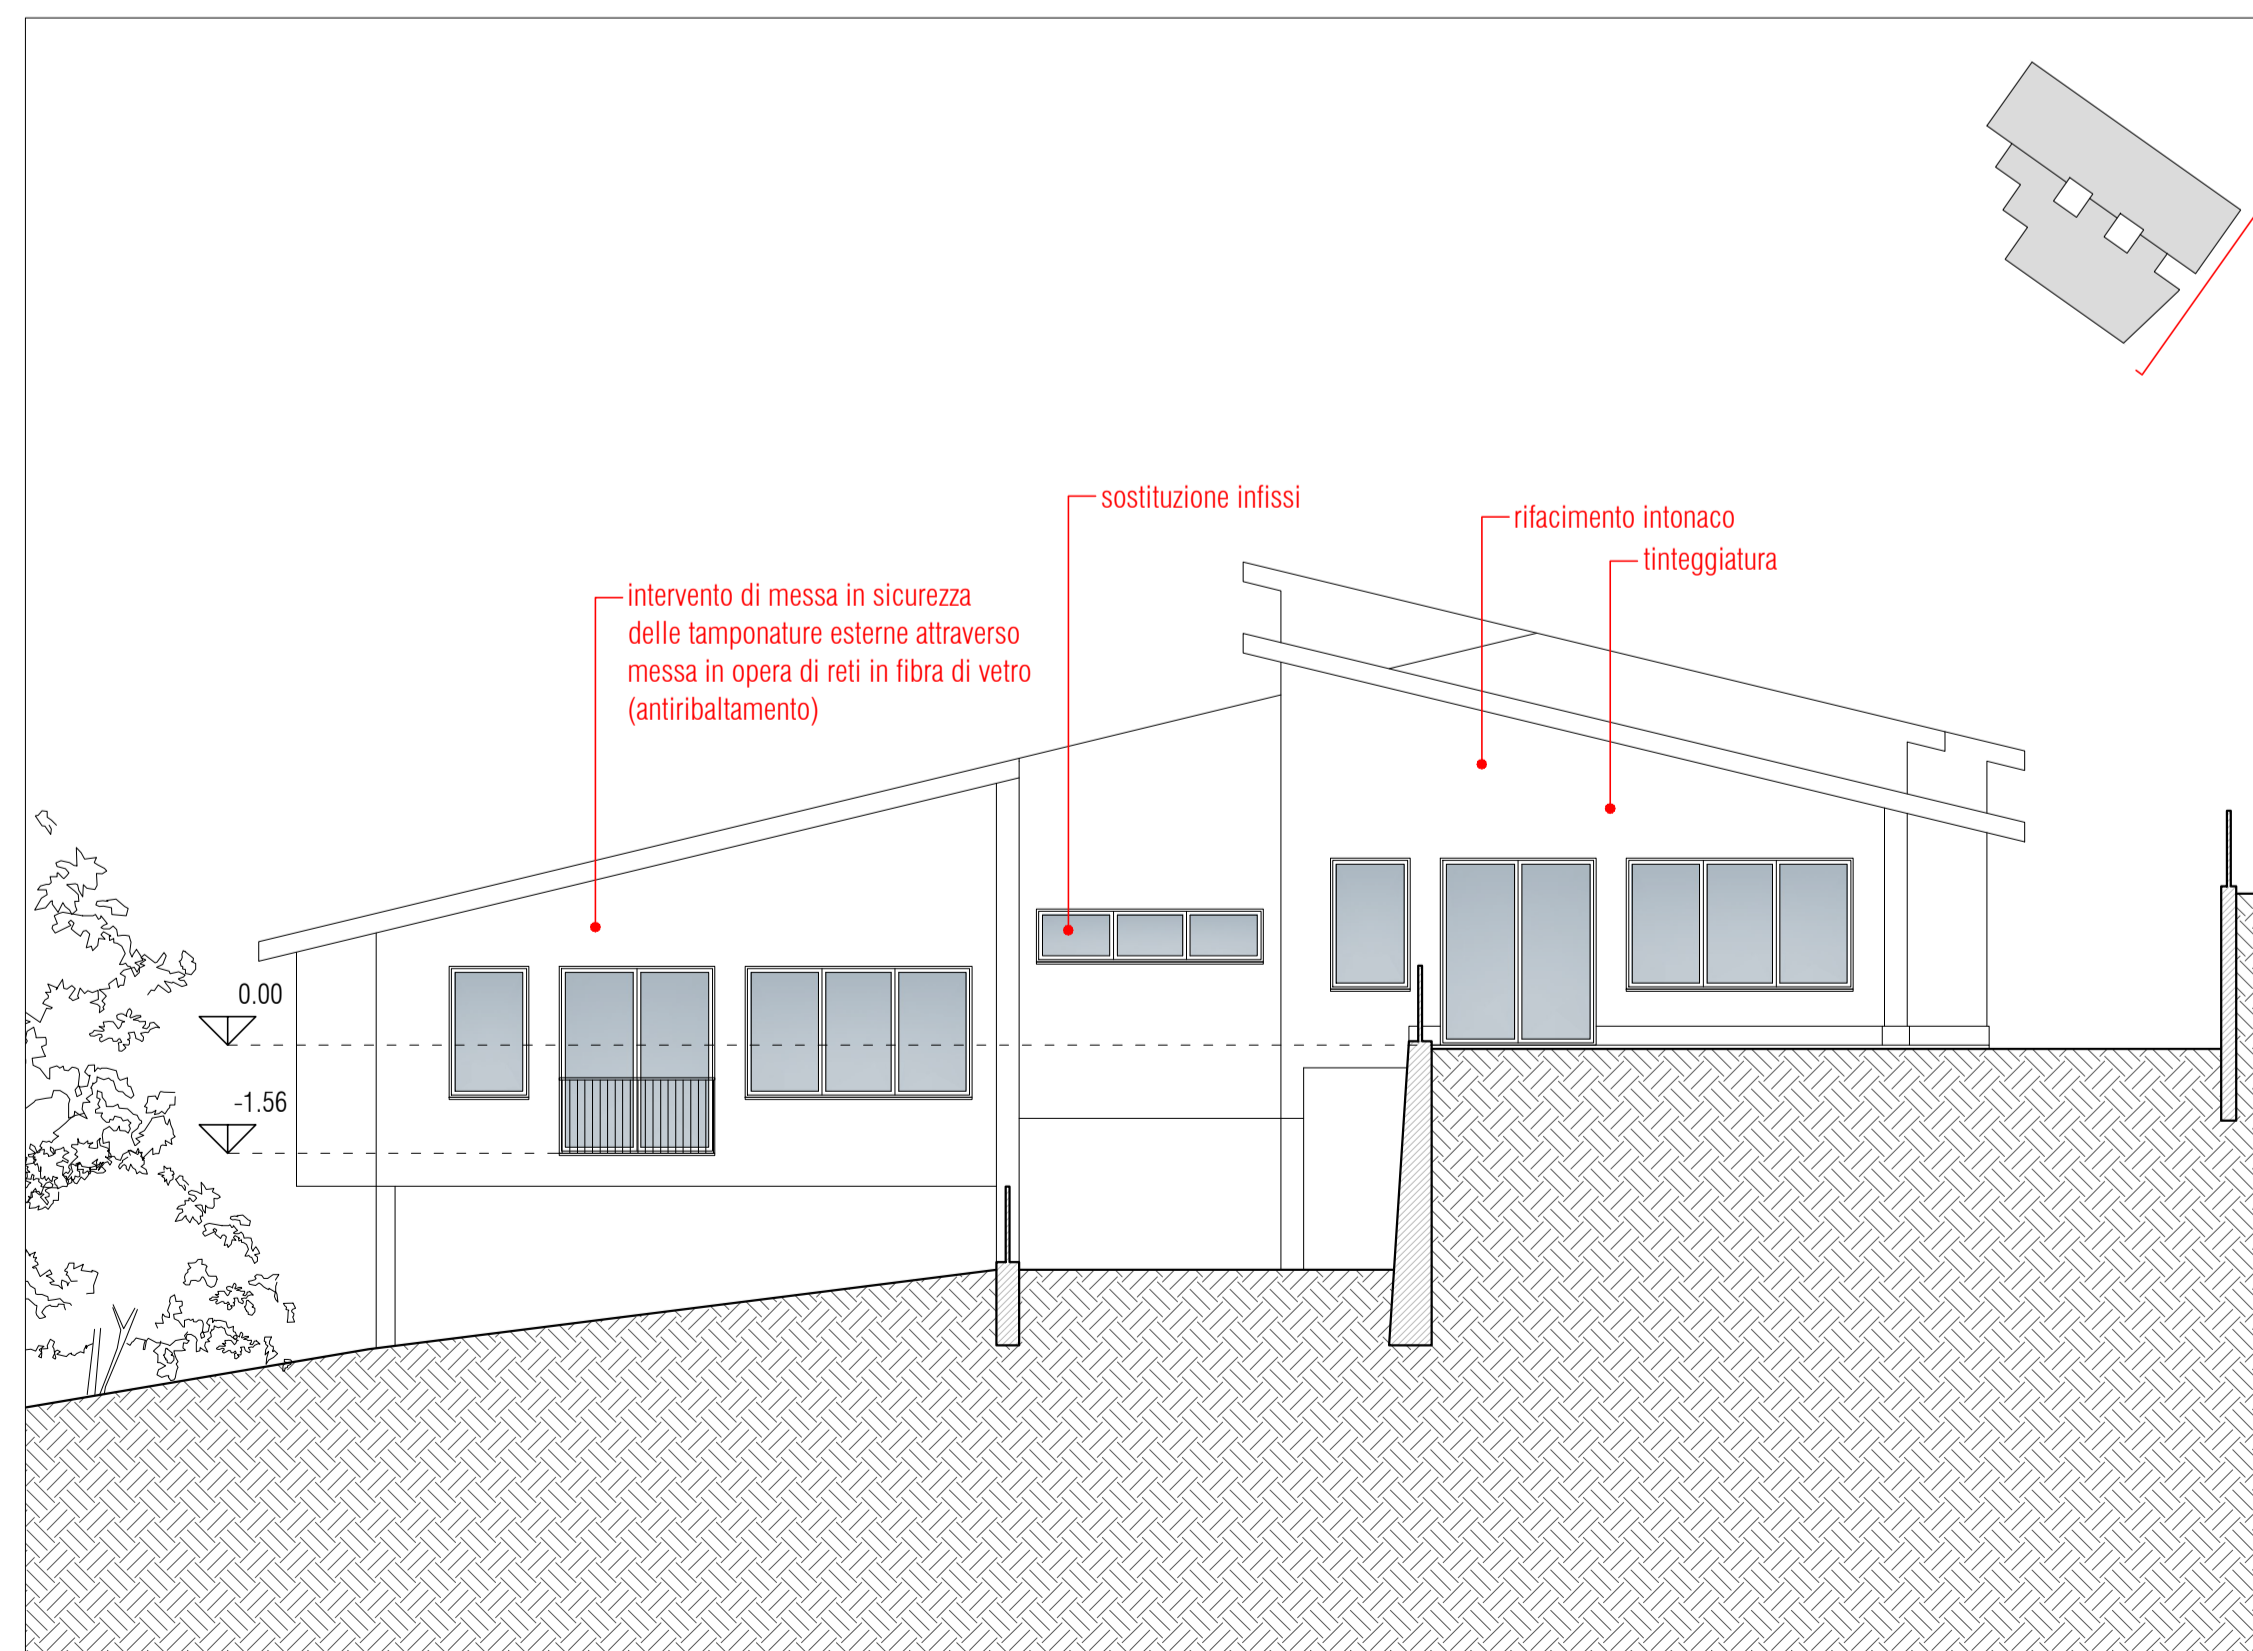 sostituzione infissi
rifacimento intonaco
tinteggiatura
intervento di messa in sicurezza
delle tamponature esterne attraverso
messa in opera di reti in fibra di vetro
(antiribaltamento)
0.00
-1.56